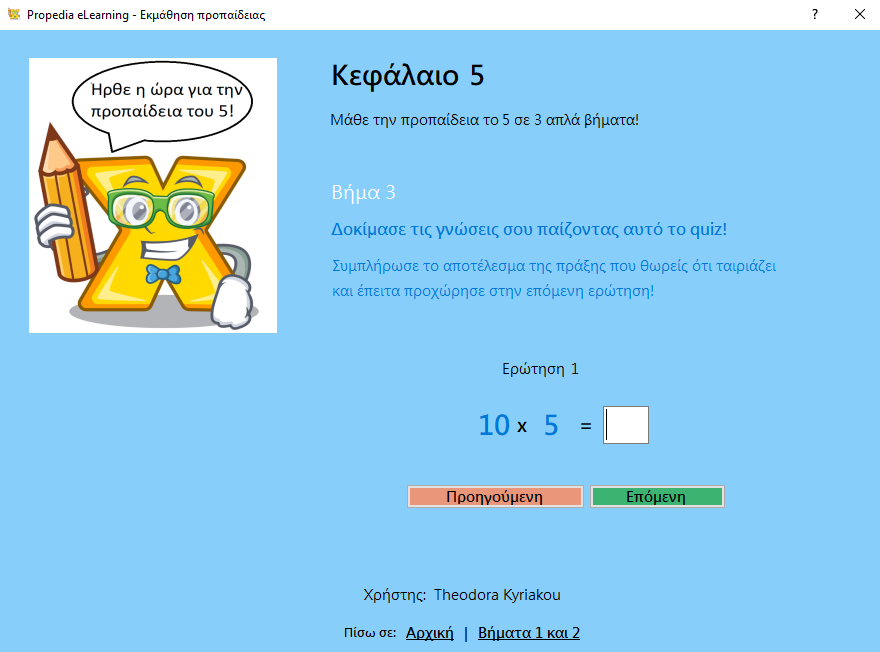 Propedia eLearning - Εκμάθηση προπαίδειας
?
Ήρθε η ώρα για την
προπαίδεια του 5!
Κεφάλαιο 5
Μάθε την προπαίδεια το 5 σε 3 απλά βήματα!
Βήμα 3
Δοκίμασε τις γνώσεις σου παίζοντας αυτό το quiz!
Συμπλήρωσε το αποτέλεσμα της πράξης που θωρείς ότι ταιριάζει
και έπειτα προχώρησε στην επόμενη ερώτηση!
Ερώτηση 1
10 x 5 =
Προηγούμενη Επόμενη
Χρήστης: Theodora Kyriakou
Πίσω σε: Αρχική | Βήματα 1 και 2